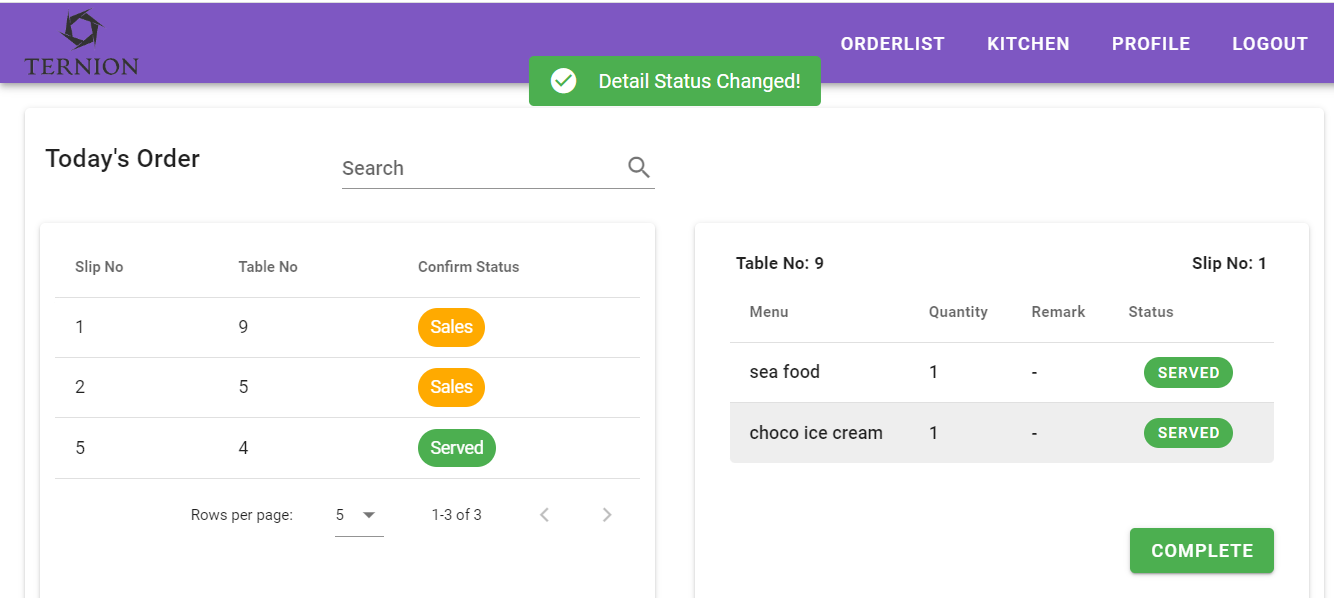 TERNION
ORDERLIST KITCHEN PROFILE LOGOUT
Detail Status Changed!
Today's Order
Search
Slip No Table No Confirm Status
1 9 Sales
2 5 Sales
5 4 Served
Rows per page: 5 1-3 of 3
Table No: 9 Slip No: 1
Menu Quantity Remark Status
sea food 1 - SERVED
choco ice cream 1 - SERVED
COMPLETE